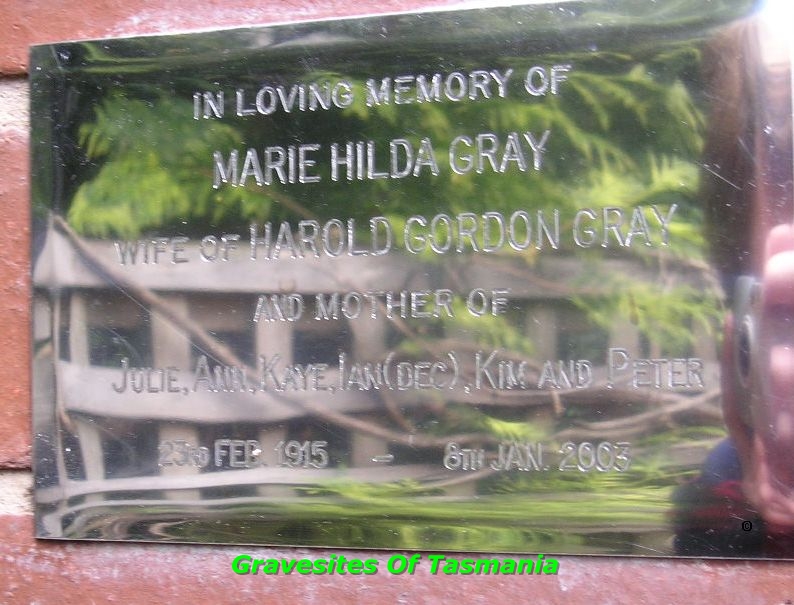 IN LOVING MEMORY OF
MARIE HILDA GRAY
WIFE OF HAROLD GORDON GRAY
AND MOTHER OF
JULIE, ANN, KAYE, IAN (DEC), KIM AND PETER
23RD FEB. 1915 – 8TH JAN. 2003
©
Gravesites Of Tasmania